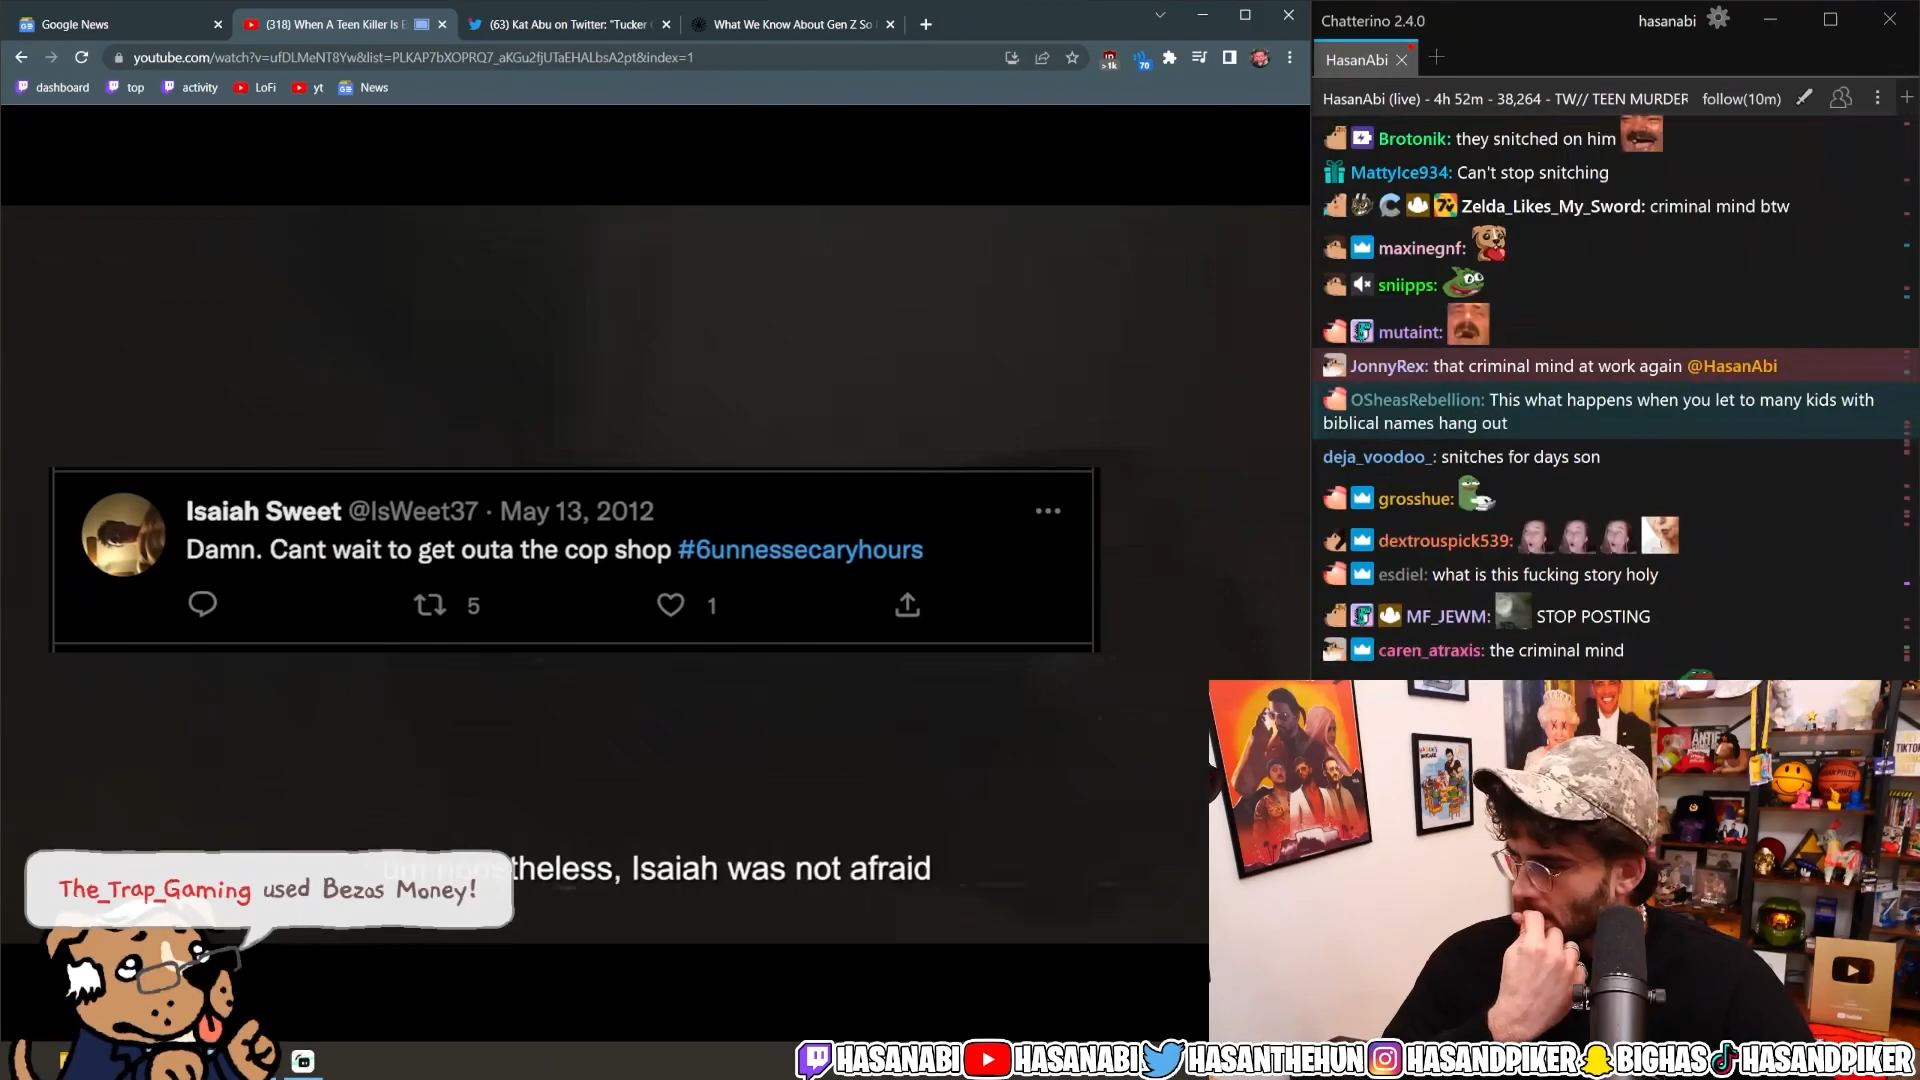 Google News
(318) When A Teen Killer Is E
(63) Kat Abu on Twitter: "Tucker
What We Know About Gen Z So
youtube.com/watch?v=ufDLMeNT8Yw&list=PLKAP7bXOPRQ7_aKGu2fjUTaEHALbsA2pt&index=1
>1k
70
dashboard
top
activity
LoFi
yt
News
Isaiah Sweet @IsWeet37 · May 13, 2012
Damn. Cant wait to get outa the cop shop #6unnessecaryhours
5
1
theless, Isaiah was not afraid
The_Trap_Gaming used Bezos Money!
Chatterino 2.4.0
hasanabi
HasanAbi
HasanAbi (live) - 4h 52m - 38,264 - TW// TEEN MURDER
follow(10m)
Brotonik: they snitched on him
MattyIce934: Can't stop snitching
Zelda_Likes_My_Sword: criminal mind btw
maxinegnf:
sniipps:
mutaint:
JonnyRex: that criminal mind at work again @HasanAbi
OSheasRebellion: This what happens when you let to many kids with
biblical names hang out
deja_voodoo_: snitches for days son
grosshue:
dextrouspick539:
esdiel: what is this fucking story holy
MF_JEWM: STOP POSTING
caren_atraxis: the criminal mind
HASANABI
HASANABI
HASANTHEHUN
HASANDPIKER
BIGHAS
HASANDPIKER